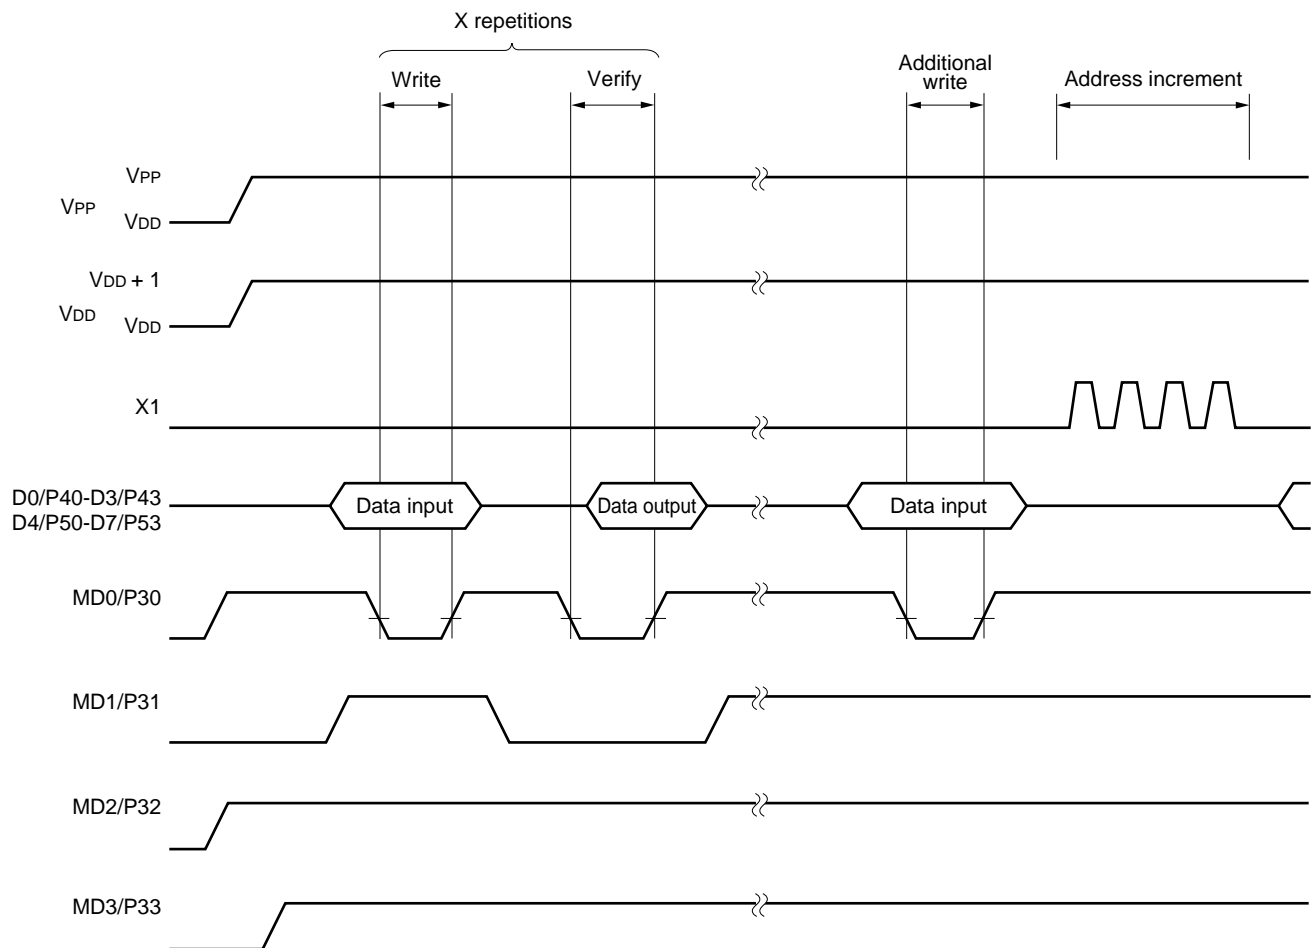 X repetitions
Write
Verify
Additional
write
Address increment
VPP
VPP
VDD
VDD + 1
VDD
VDD
X1
D0/P40-D3/P43
D4/P50-D7/P53
Data input
Data output
Data input
MD0/P30
MD1/P31
MD2/P32
MD3/P33